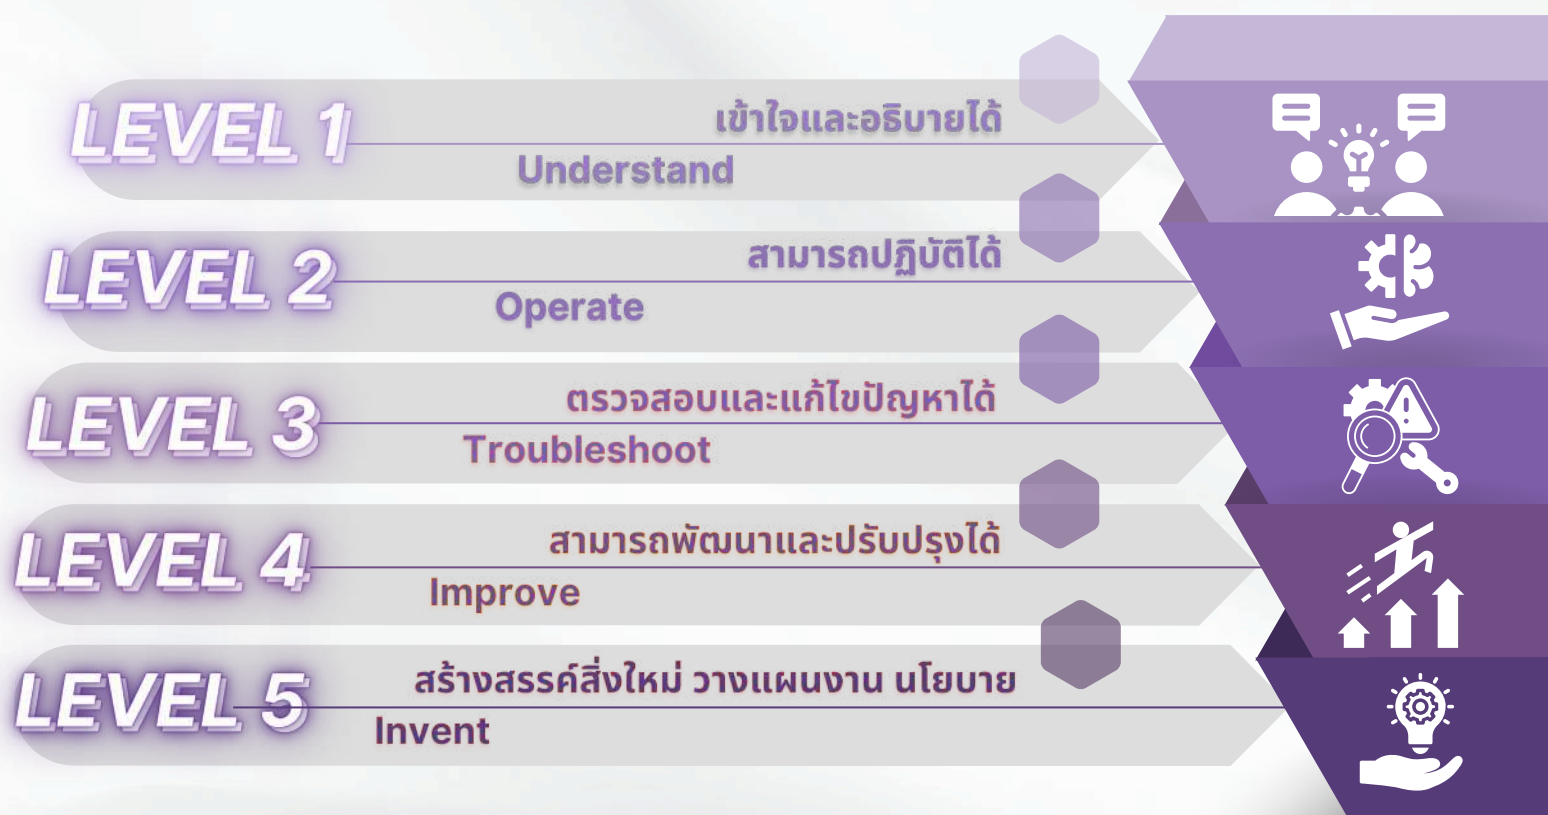 LEVEL 1
เข้าใจและอธิบายได้
Understand
LEVEL 2
สามารถปฏิบัติได้
Operate
LEVEL 3
ตรวจสอบและแก้ไขปัญหาได้
Troubleshoot
LEVEL 4
สามารถพัฒนาและปรับปรุงได้
Improve
LEVEL 5
สร้างสรรค์สิ่งใหม่ วางแผนงาน นโยบาย
Invent